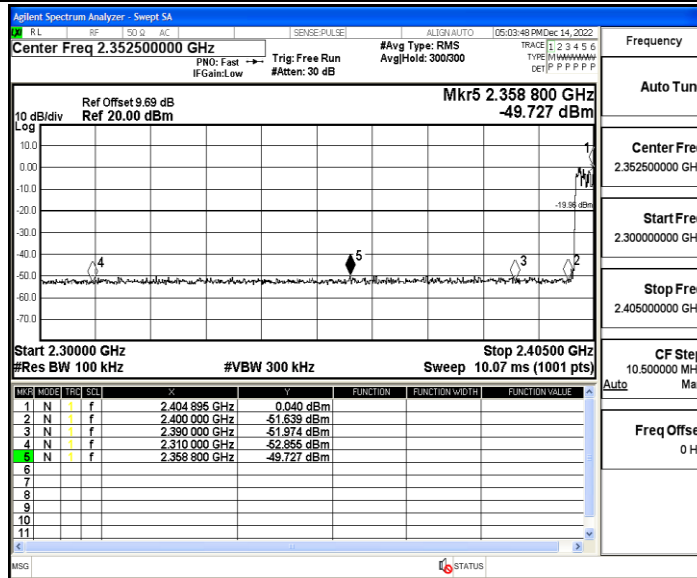 Agilent Spectrum Analyzer - Swept SA
RL RF 50 Ω AC SENSE:PULSE ALIGN AUTO 05:03:48 PM Dec 14, 2022
Center Freq 2.352500000 GHz #Avg Type: RMS TRACE 1 2 3 4 5 6
PNO: Fast Trig: Free Run Avg|Hold: 300/300 TYPE MWWWWW
IFGain:Low #Atten: 30 dB DET P P P P P P
Ref Offset 9.69 dB Mkr5 2.358 800 GHz
10 dB/div Ref 20.00 dBm -49.727 dBm
Log
10.0
0.00
-10.0
-20.0
-30.0
-40.0
-50.0
-60.0
-70.0
1
-19.96 dBm
4 5 3 2
Start 2.30000 GHz Stop 2.40500 GHz
#Res BW 100 kHz #VBW 300 kHz Sweep 10.07 ms (1001 pts)
MKR MODE TRC SCL X Y FUNCTION FUNCTION WIDTH FUNCTION VALUE
1 N 1 f 2.404 895 GHz 0.040 dBm
2 N 1 f 2.400 000 GHz -51.639 dBm
3 N 1 f 2.390 000 GHz -51.974 dBm
4 N 1 f 2.310 000 GHz -52.855 dBm
5 N 1 f 2.358 800 GHz -49.727 dBm
6
7
8
9
10
11
MSG STATUS
Frequency
Auto Tun
Center Fre
2.352500000 GH
Start Fre
2.300000000 GH
Stop Fre
2.405000000 GH
CF Step
10.500000 MH
Auto Ma
Freq Offse
0 H